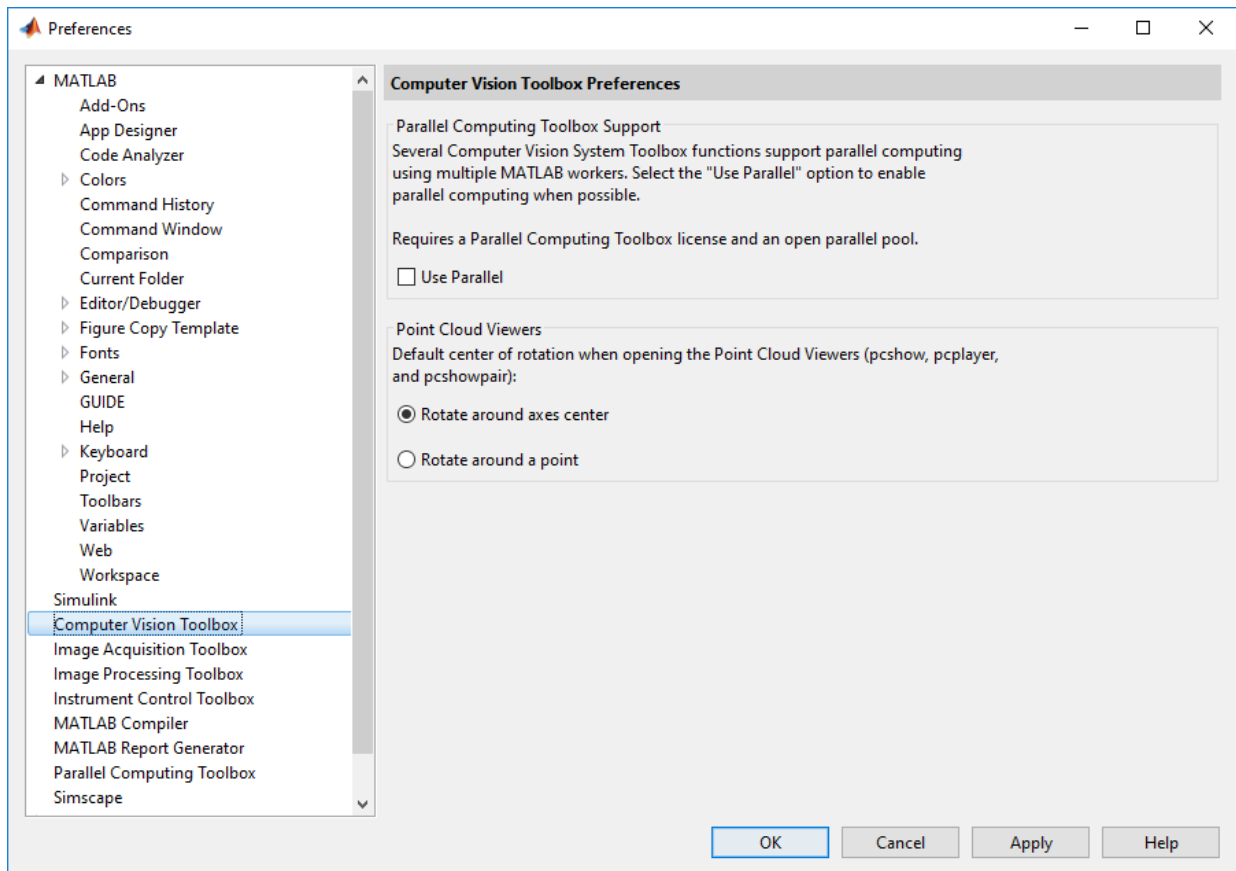 Preferences
MATLAB
Add-Ons
App Designer
Code Analyzer
Colors
Command History
Command Window
Comparison
Current Folder
Editor/Debugger
Figure Copy Template
Fonts
General
GUIDE
Help
Keyboard
Project
Toolbars
Variables
Web
Workspace
Simulink
Computer Vision Toolbox
Image Acquisition Toolbox
Image Processing Toolbox
Instrument Control Toolbox
MATLAB Compiler
MATLAB Report Generator
Parallel Computing Toolbox
Simscape
Computer Vision Toolbox Preferences
Parallel Computing Toolbox Support
Several Computer Vision System Toolbox functions support parallel computing
using multiple MATLAB workers. Select the "Use Parallel" option to enable
parallel computing when possible.
Requires a Parallel Computing Toolbox license and an open parallel pool.
Use Parallel
Point Cloud Viewers
Default center of rotation when opening the Point Cloud Viewers (pcshow, pcplayer,
and pcshowpair):
Rotate around axes center
Rotate around a point
OK
Cancel
Apply
Help